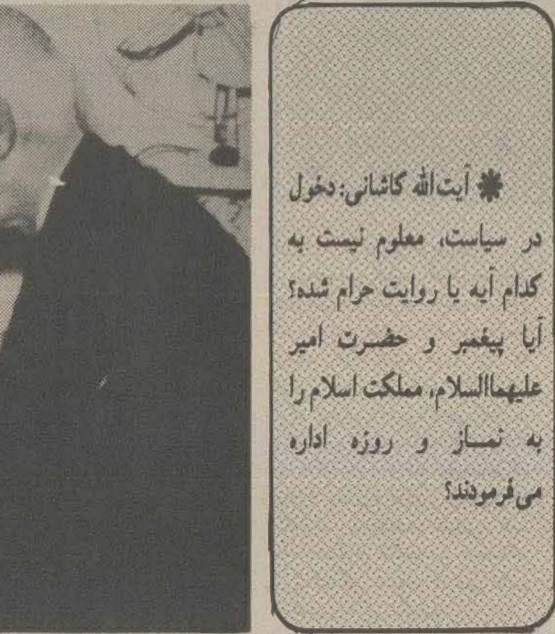 ✸ آیت‌الله کاشانی: دخول
در سیاست، معلوم نیست به
کدام آیه یا روایت حرام شده؟
آیا پیغمبر و حضرت امیر
علیهماالسلام، مملکت اسلام را
به نماز و روزه اداره
می‌فرمودند؟